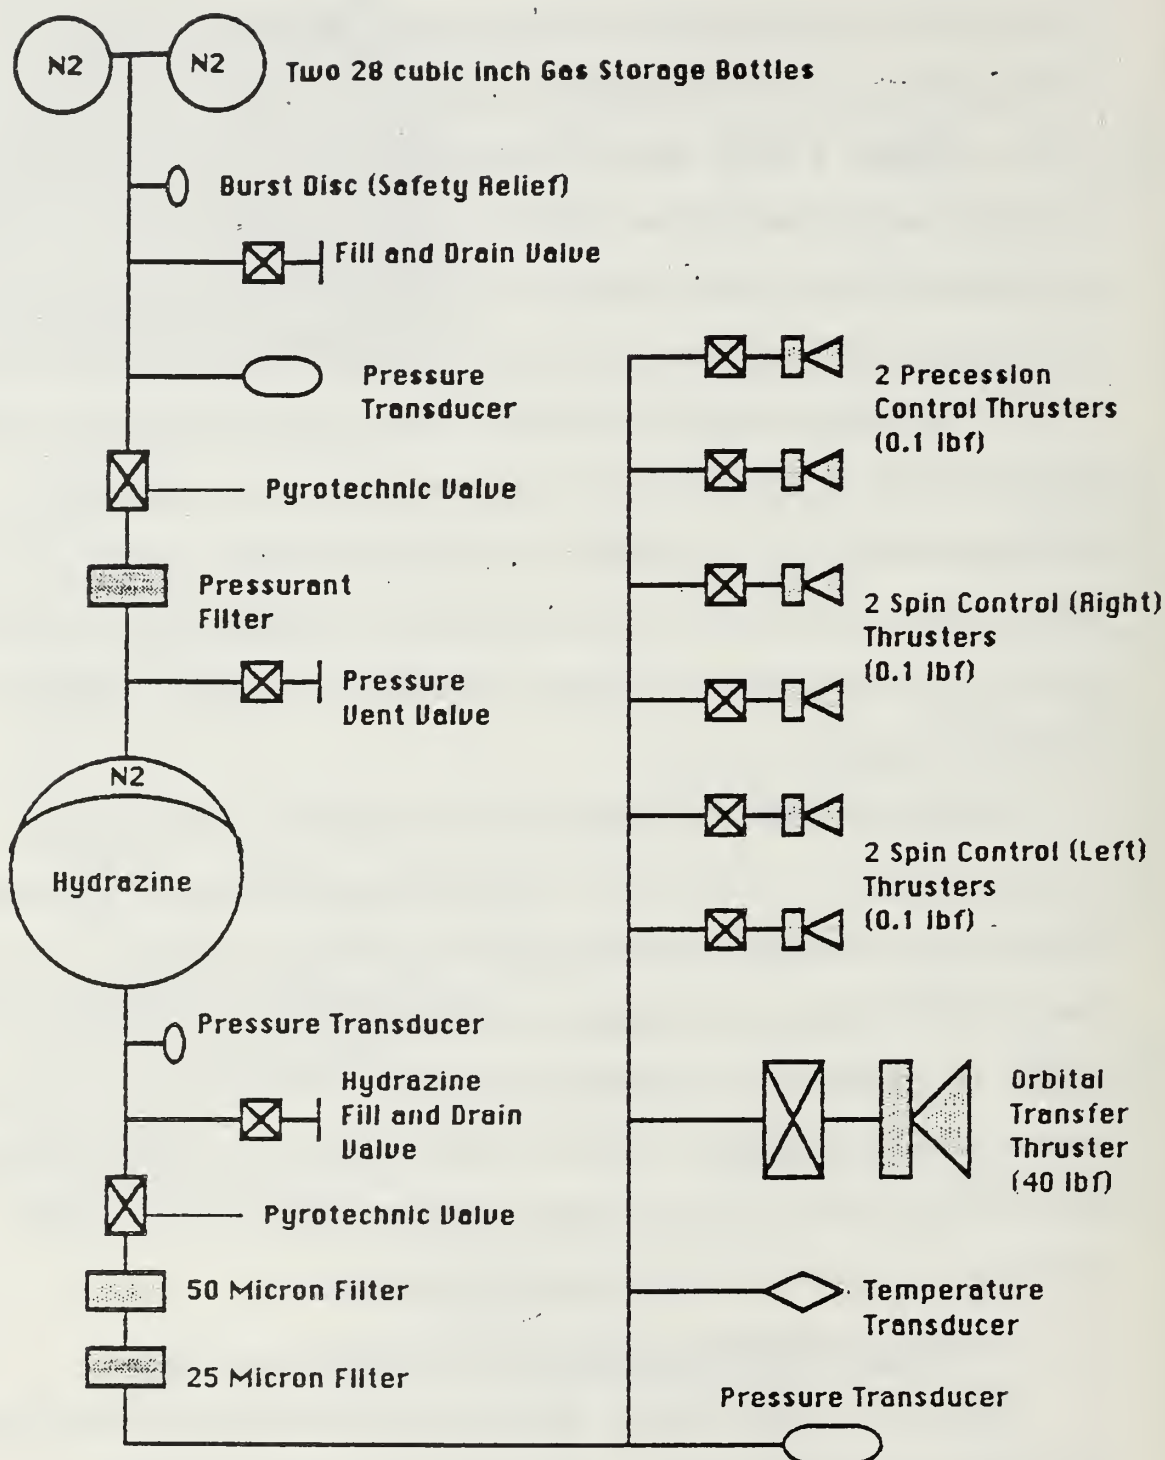 N2
N2
Two 28 cubic inch Gas Storage Bottles
Burst Disc (Safety Relief)
Fill and Drain Valve
Pressure
Transducer
Pyrotechnic Valve
Pressurant
Filter
Pressure
Vent Valve
N2
Hydrazine
Pressure Transducer
Hydrazine
Fill and Drain
Valve
Pyrotechnic Valve
50 Micron Filter
25 Micron Filter
2 Precession
Control Thrusters
(0.1 lbf)
2 Spin Control (Right)
Thrusters
(0.1 lbf)
2 Spin Control (Left)
Thrusters
(0.1 lbf)
Orbital
Transfer
Thruster
(40 lbf)
Temperature
Transducer
Pressure Transducer